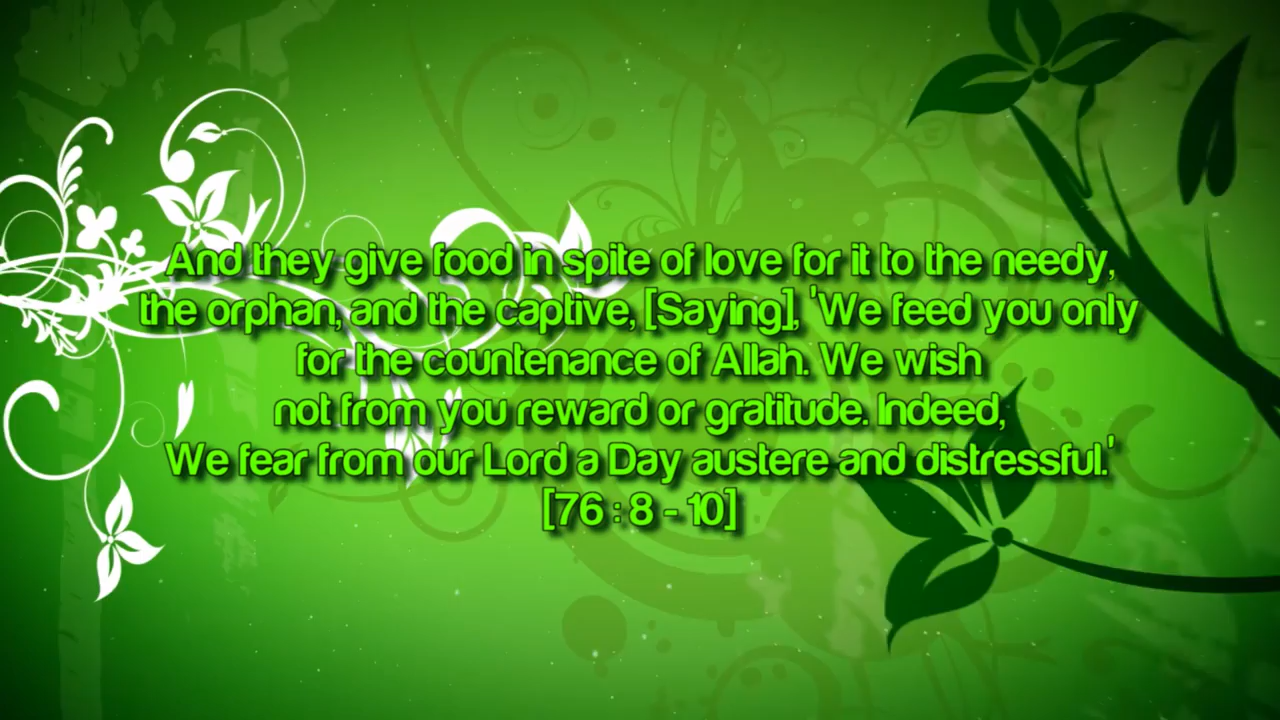 And they give food in spite of love for it to the needy,
the orphan, and the captive, [Saying], 'We feed you only
for the countenance of Allah. We wish
not from you reward or gratitude. Indeed,
We fear from our Lord a Day austere and distressful.'
[76 : 8 - 10]